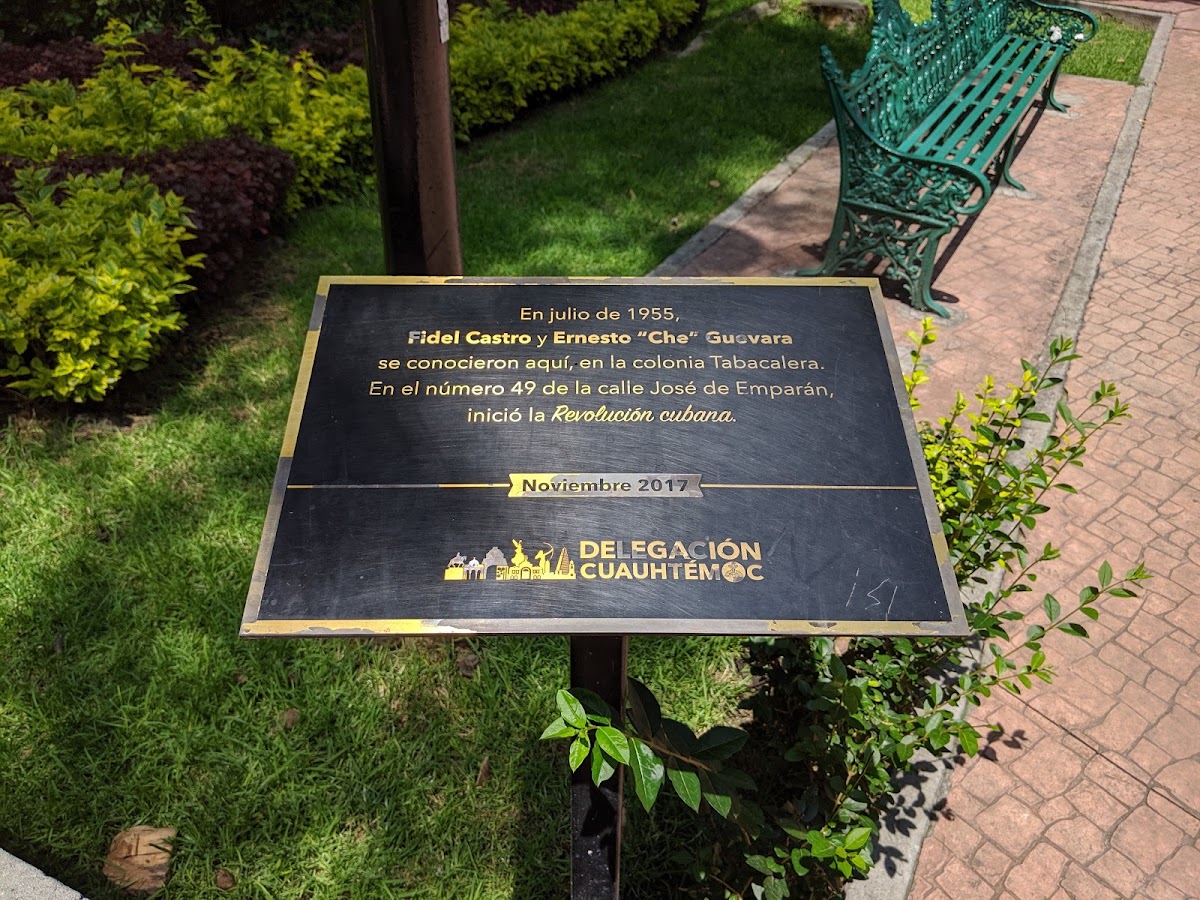 En julio de 1955,
Fidel Castro y Ernesto “Che” Guevara
se conocieron aquí, en la colonia Tabacalera.
En el número 49 de la calle José de Emparán,
inició la Revolución cubana.
Noviembre 2017
DELEGACIÓN
CUAUHTÉMOC